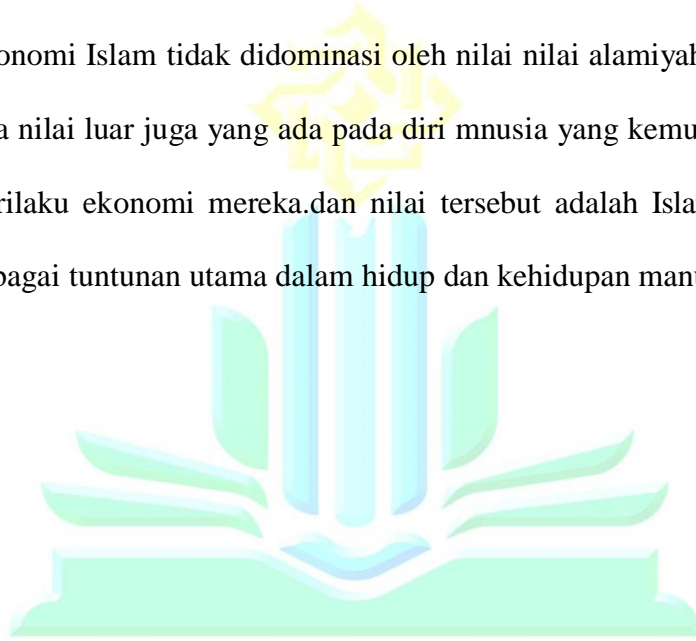 onomi Islam tidak didominasi oleh nilai nilai alamiyah
a nilai luar juga yang ada pada diri mnusia yang kemu
rilaku ekonomi mereka.dan nilai tersebut adalah Isla
bagai tuntunan utama dalam hidup dan kehidupan manu